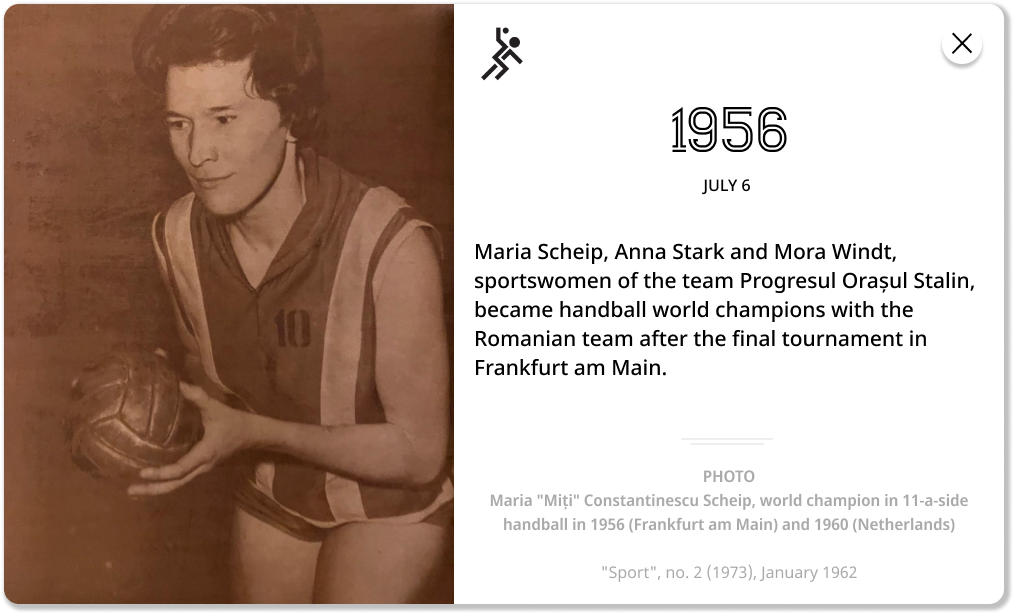 10
1956
JULY 6
Maria Scheip, Anna Stark and Mora Windt,
sportswomen of the team Progresul Orașul Stalin,
became handball world champions with the
Romanian team after the final tournament in
Frankfurt am Main.
PHOTO
Maria "Miți" Constantinescu Scheip, world champion in 11-a-side
handball in 1956 (Frankfurt am Main) and 1960 (Netherlands)
"Sport", no. 2 (1973), January 1962